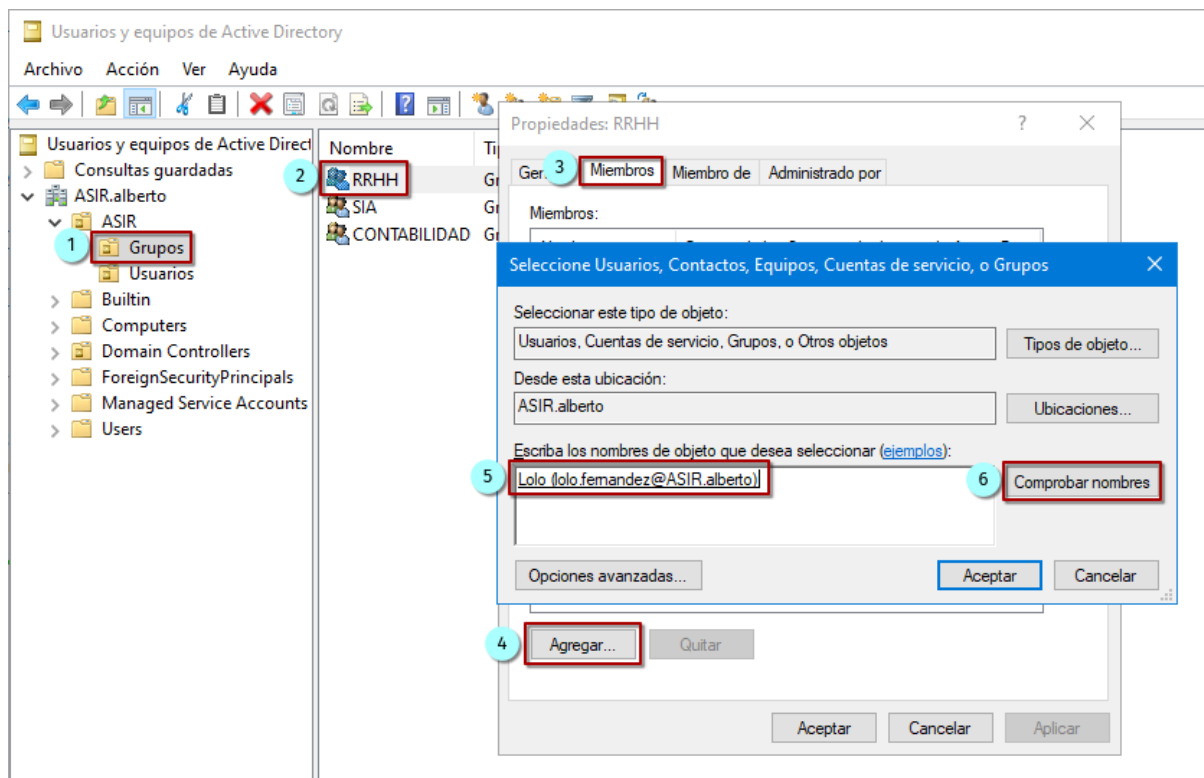 Usuarios y equipos de Active Directory
Archivo Acción Ver Ayuda
Usuarios y equipos de Active Direct
Consultas guardadas
ASIR.alberto
ASIR
1 Grupos
Usuarios
Builtin
Computers
Domain Controllers
ForeignSecurityPrincipals
Managed Service Accounts
Users
Nombre
2 RRHH
SIA
CONTABILIDAD
Propiedades: RRHH ?
3 Miembros Miembro de Administrado por
Miembros:
Seleccione Usuarios, Contactos, Equipos, Cuentas de servicio, o Grupos
Seleccionar este tipo de objeto:
Usuarios, Cuentas de servicio, Grupos, o Otros objetos Tipos de objeto...
Desde esta ubicación:
ASIR.alberto Ubicaciones...
Escriba los nombres de objeto que desea seleccionar (ejemplos):
5 Lolo (lolo.fernandez@ASIR.alberto) 6 Comprobar nombres
Opciones avanzadas... Aceptar Cancelar
4 Agregar... Quitar
Aceptar Cancelar Aplicar